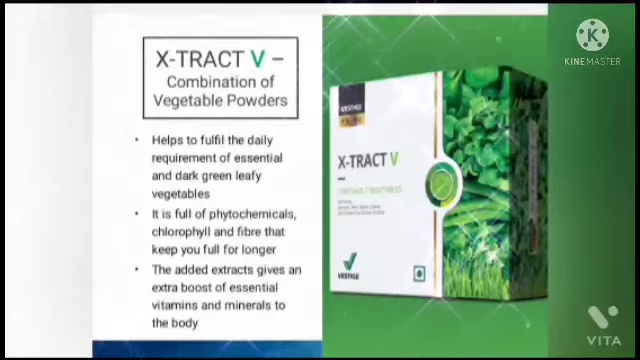 X-TRACT V –
Combination of
Vegetable Powders
• Helps to fulfil the daily
requirement of essential
and dark green leafy
vegetables
• It is full of phytochemicals,
chlorophyll and fibre that
keep you full for longer
• The added extracts gives an
extra boost of essential
vitamins and minerals to
the body
VESTIGE
X-TRACT V
VESTIGE
KINEMASTER
VITA